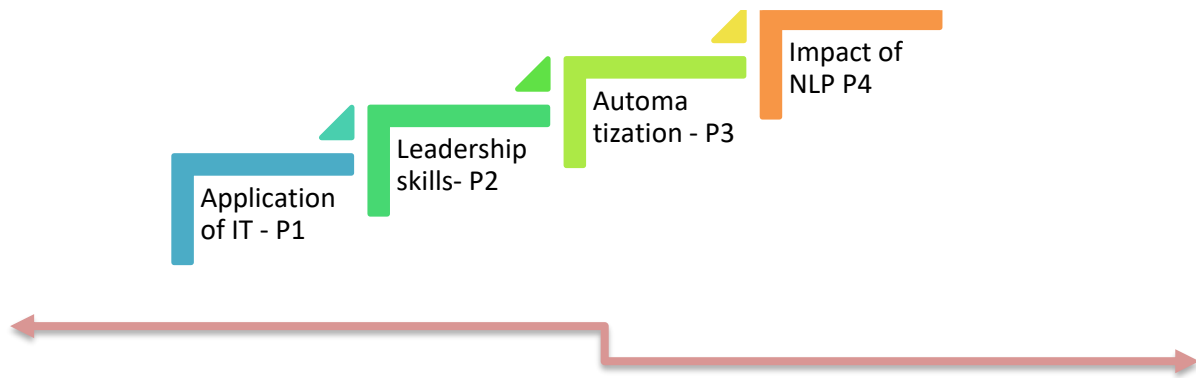 Application
of IT - P1
Leadership
skills- P2
Automa
tization - P3
Impact of
NLP P4